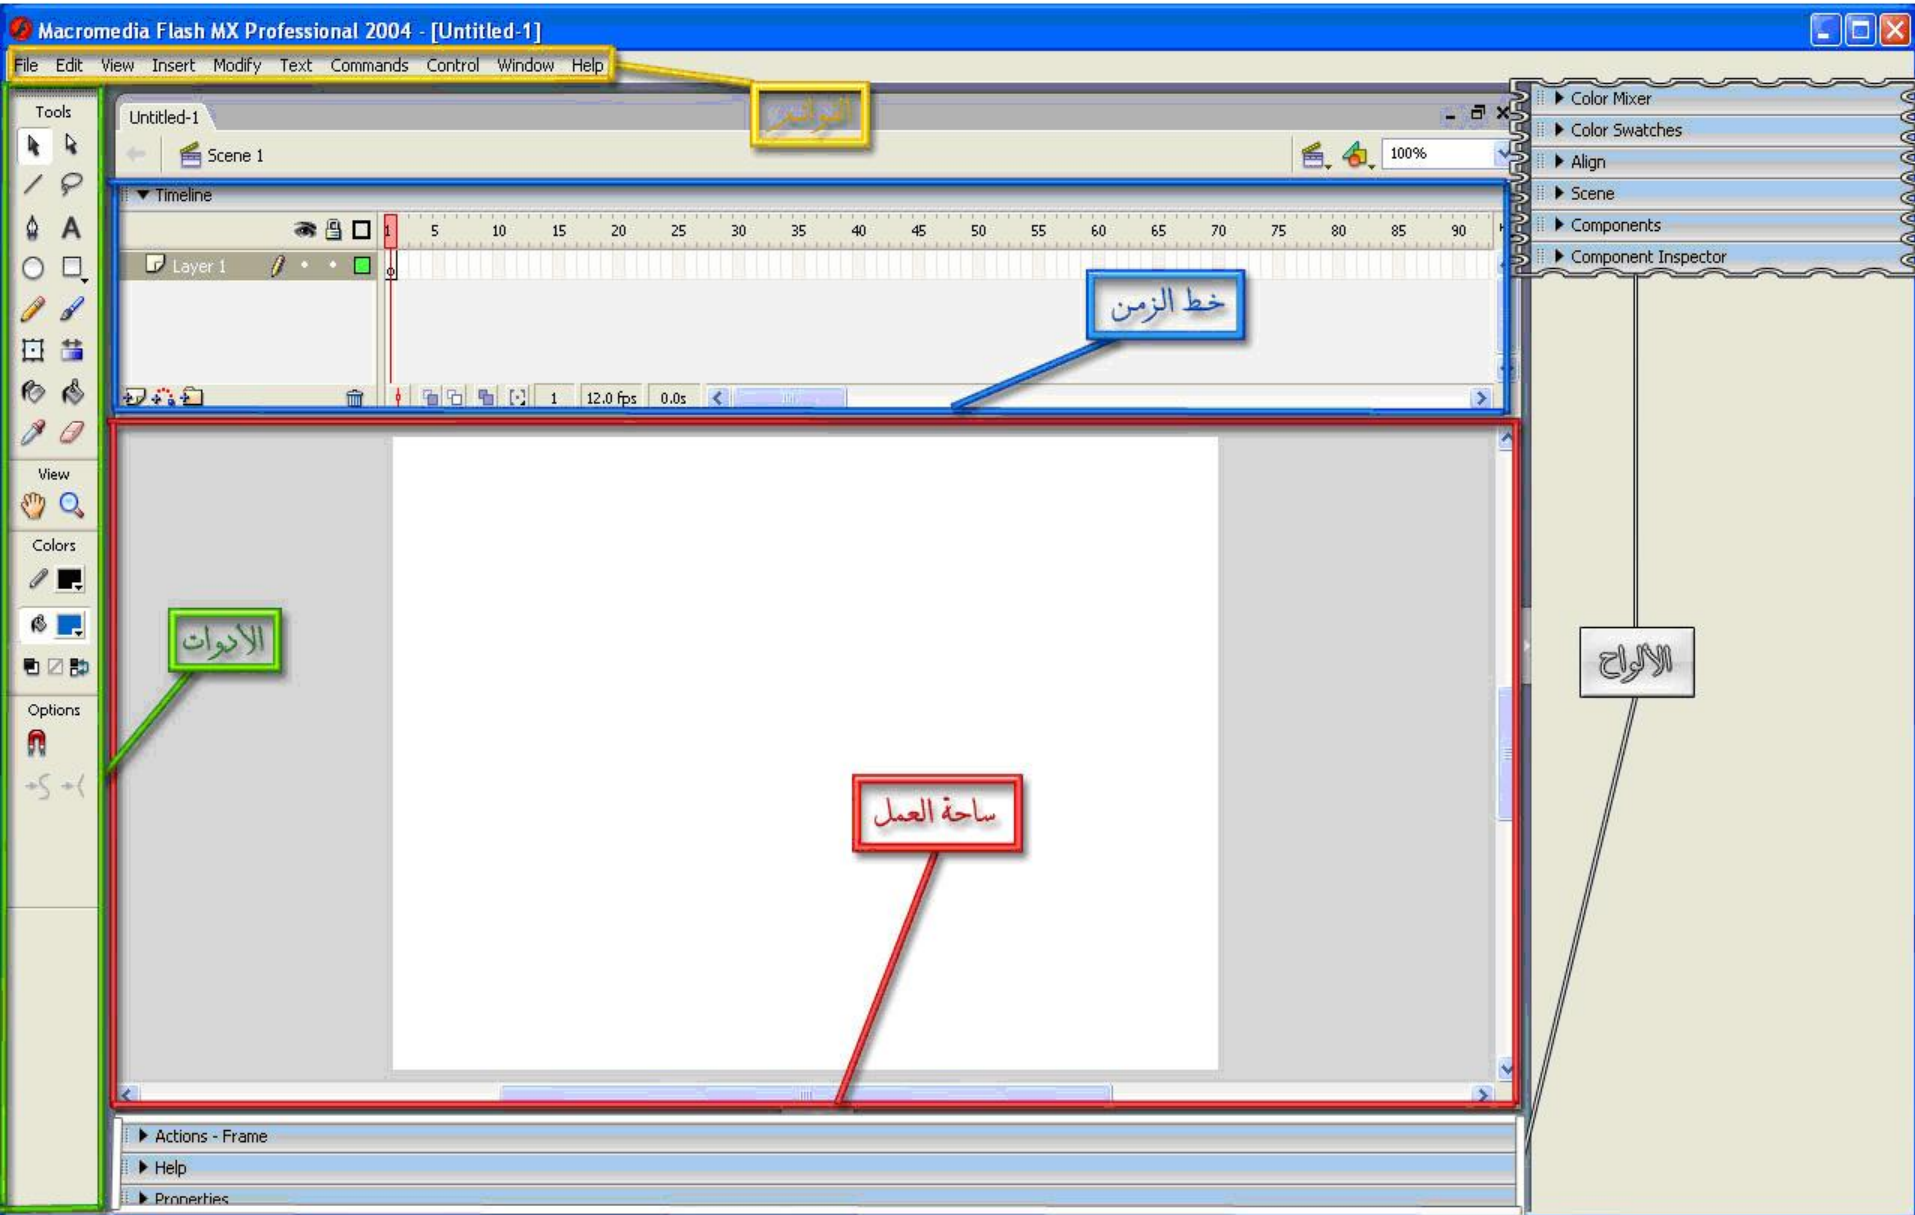 Macromedia Flash MX Professional 2004 - [Untitled-1]
File Edit View Insert Modify Text Commands Control Window Help
Tools
Untitled-1
Scene 1
100%
Timeline
1 5 10 15 20 25 30 35 40 45 50 55 60 65 70 75 80 85 90
Layer 1
خط الزمن
1 12.0 fps 0.0s
View
Colors
الأدوات
Options
ساحة العمل
Color Mixer
Color Swatches
Align
Scene
Components
Component Inspector
الألواح
Actions - Frame
Help
Properties